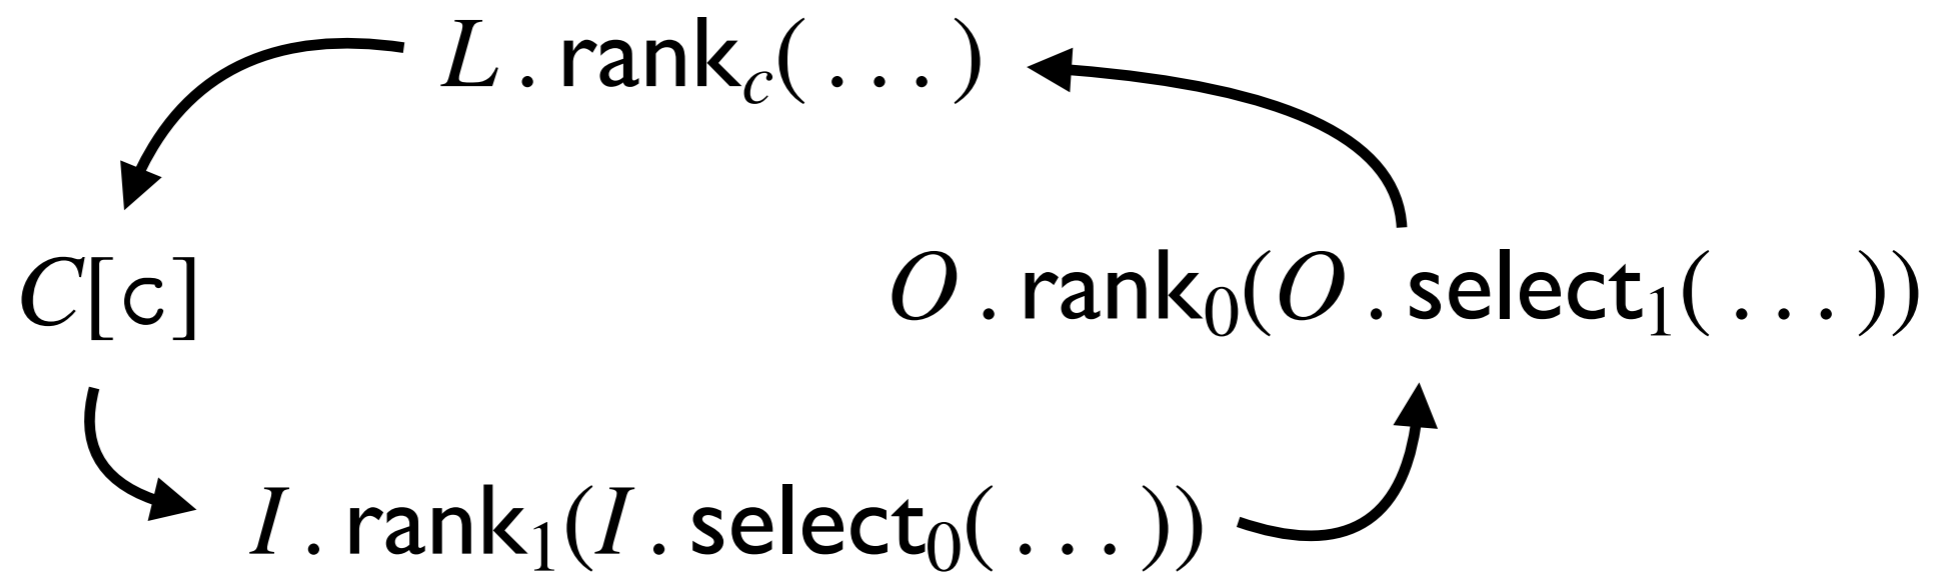 L . rank_c(. . .)
C[c]
O . rank_0(O . select_1(. . .))
I . rank_1(I . select_0(. . .))